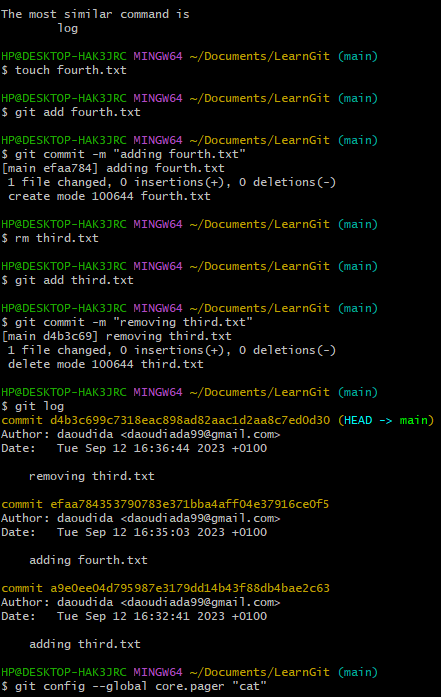 The most similar command is
        log

HP@DESKTOP-HAK3JRC MINGW64 ~/Documents/LearnGit (main)
$ touch fourth.txt

HP@DESKTOP-HAK3JRC MINGW64 ~/Documents/LearnGit (main)
$ git add fourth.txt

HP@DESKTOP-HAK3JRC MINGW64 ~/Documents/LearnGit (main)
$ git commit -m "adding fourth.txt"
[main efaa784] adding fourth.txt
 1 file changed, 0 insertions(+), 0 deletions(-)
 create mode 100644 fourth.txt

HP@DESKTOP-HAK3JRC MINGW64 ~/Documents/LearnGit (main)
$ rm third.txt

HP@DESKTOP-HAK3JRC MINGW64 ~/Documents/LearnGit (main)
$ git add third.txt

HP@DESKTOP-HAK3JRC MINGW64 ~/Documents/LearnGit (main)
$ git commit -m "removing third.txt"
[main d4b3c69] removing third.txt
 1 file changed, 0 insertions(+), 0 deletions(-)
 delete mode 100644 third.txt

HP@DESKTOP-HAK3JRC MINGW64 ~/Documents/LearnGit (main)
$ git log
commit d4b3c699c7318eac898ad82aac1d2aa8c7ed0d30 (HEAD -> main)
Author: daoudida <daoudiada99@gmail.com>
Date:   Tue Sep 12 16:36:44 2023 +0100

    removing third.txt

commit efaa784353790783e371bba4aff04e37916ce0f5
Author: daoudida <daoudiada99@gmail.com>
Date:   Tue Sep 12 16:35:03 2023 +0100

    adding fourth.txt

commit a9e0ee04d795987e3179dd14b43f88db4bae2c63
Author: daoudida <daoudiada99@gmail.com>
Date:   Tue Sep 12 16:32:41 2023 +0100

    adding third.txt

HP@DESKTOP-HAK3JRC MINGW64 ~/Documents/LearnGit (main)
$ git config --global core.pager "cat"